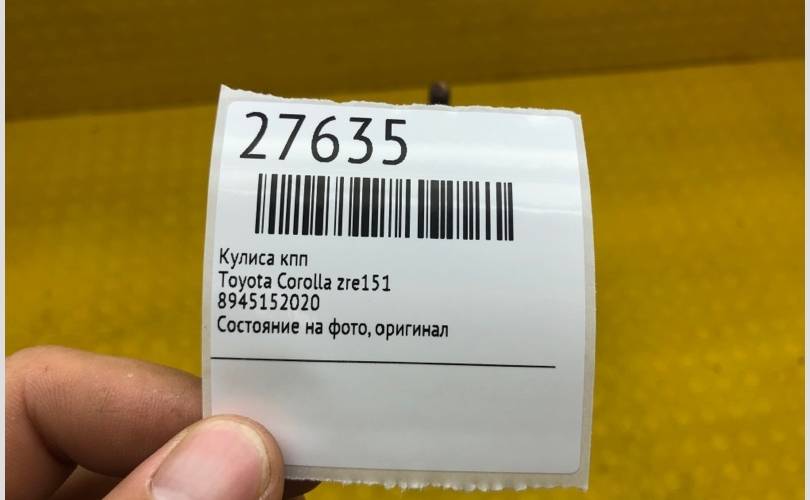 27635
Кулиса кпп
Toyota Corolla zre151
8945152020
Состояние на фото, оригинал